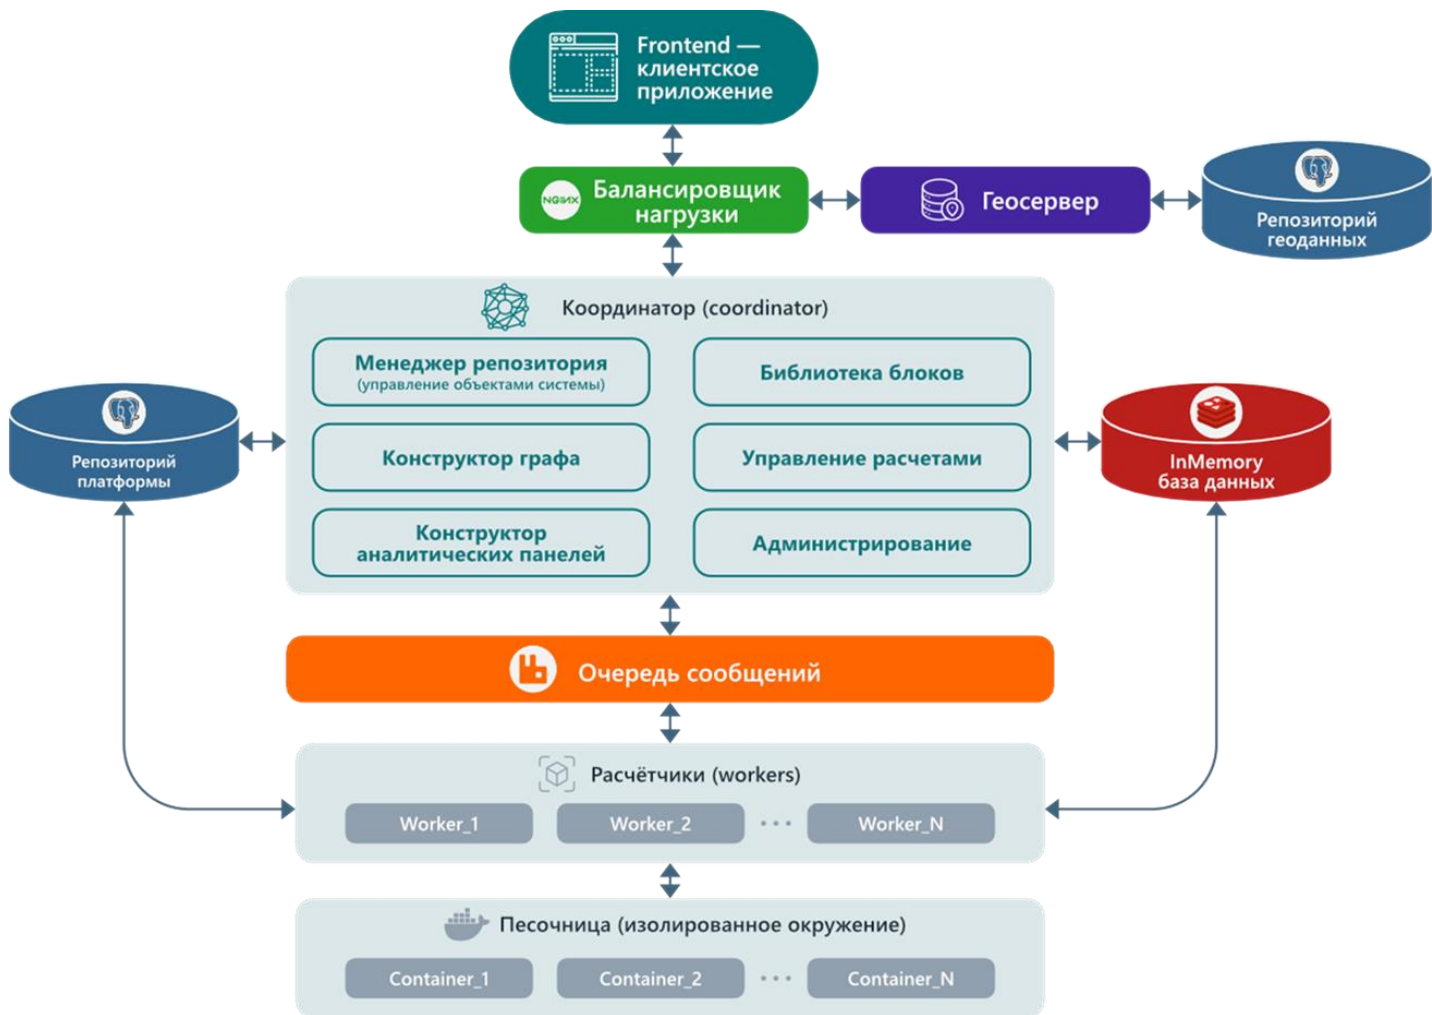 Frontend —
клиентское
приложение
NGINX
Балансировщик
нагрузки
Геосервер
Репозиторий
геоданных
Координатор (coordinator)
Менеджер репозитория
(управление объектами системы)
Библиотека блоков
Репозиторий
платформы
Конструктор графа
Управление расчетами
InMemory
база данных
Конструктор
аналитических панелей
Администрирование
Очередь сообщений
Расчётчики (workers)
Worker_1
Worker_2
Worker_N
Песочница (изолированное окружение)
Container_1
Container_2
Container_N